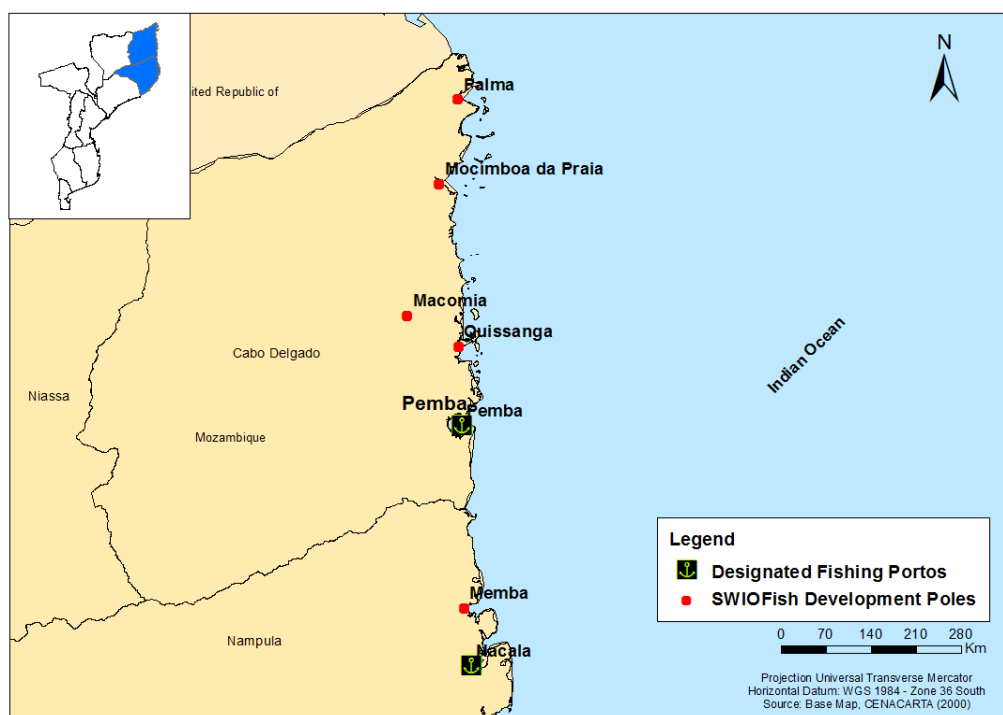 N
ited Republic of
Palma
Mocimboa da Praia
Macomia
Quissanga
Cabo Delgado
Niassa
Pemba
Pemba
Mozambique
Indian Ocean
Memba
Nampula
Nacala
Legend
Designated Fishing Portos
SWIOFish Development Poles
0 70 140 210 280
Km
Projection Universal Transverse Mercator
Horizontal Datum: WGS 1984 - Zone 36 South
Source: Base Map, CENACARTA (2000)